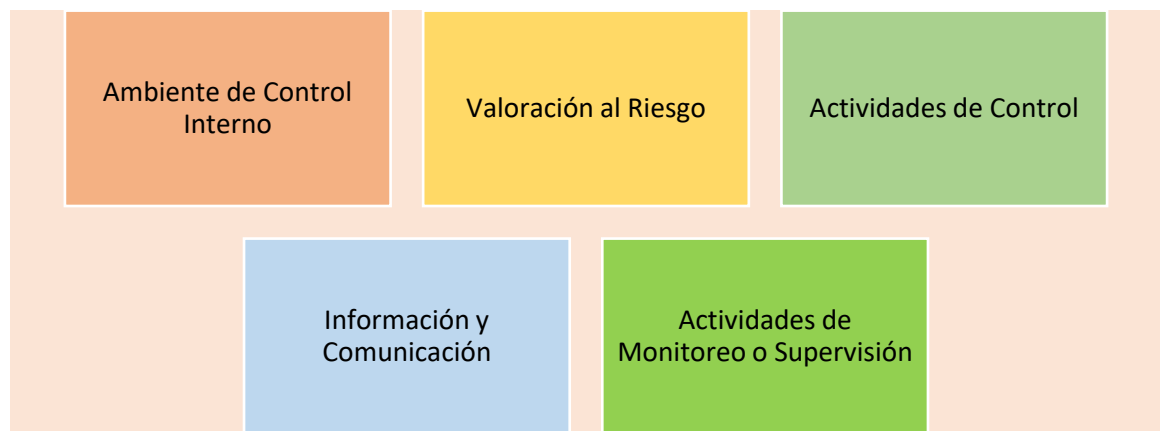 Ambiente de Control
Interno
Valoración al Riesgo
Actividades de Control
Información y
Comunicación
Actividades de
Monitoreo o Supervisión